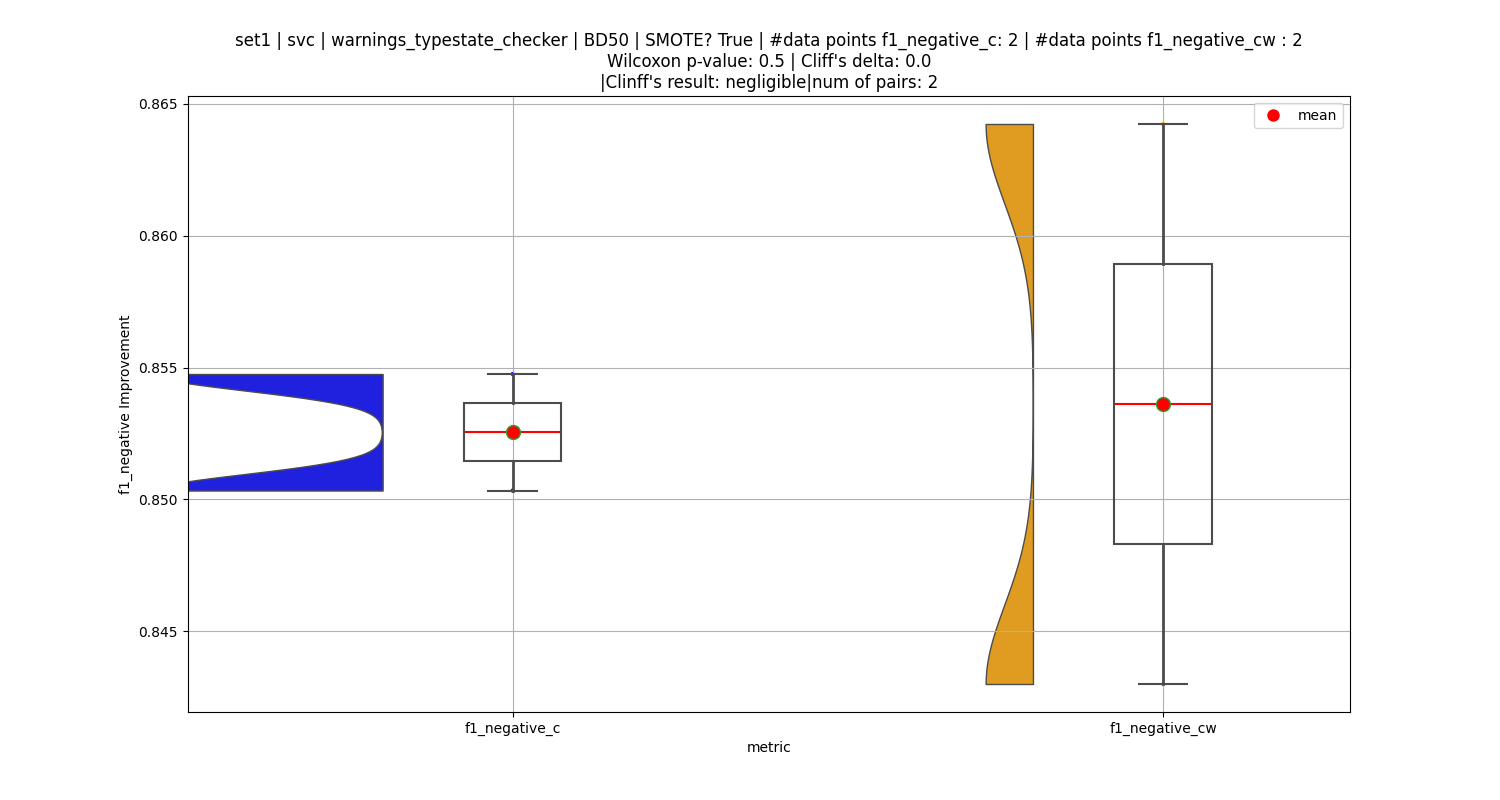 set1 | svc | warnings_typestate_checker | BD50 | SMOTE? True | #data points f1_negative_c: 2 | #data points f1_negative_cw : 2
Wilcoxon p-value: 0.5 | Cliff's delta: 0.0
|Clinff's result: negligible|num of pairs: 2
mean
0.865
0.860
0.855
0.850
0.845
f1_negative Improvement
f1_negative_c
f1_negative_cw
metric